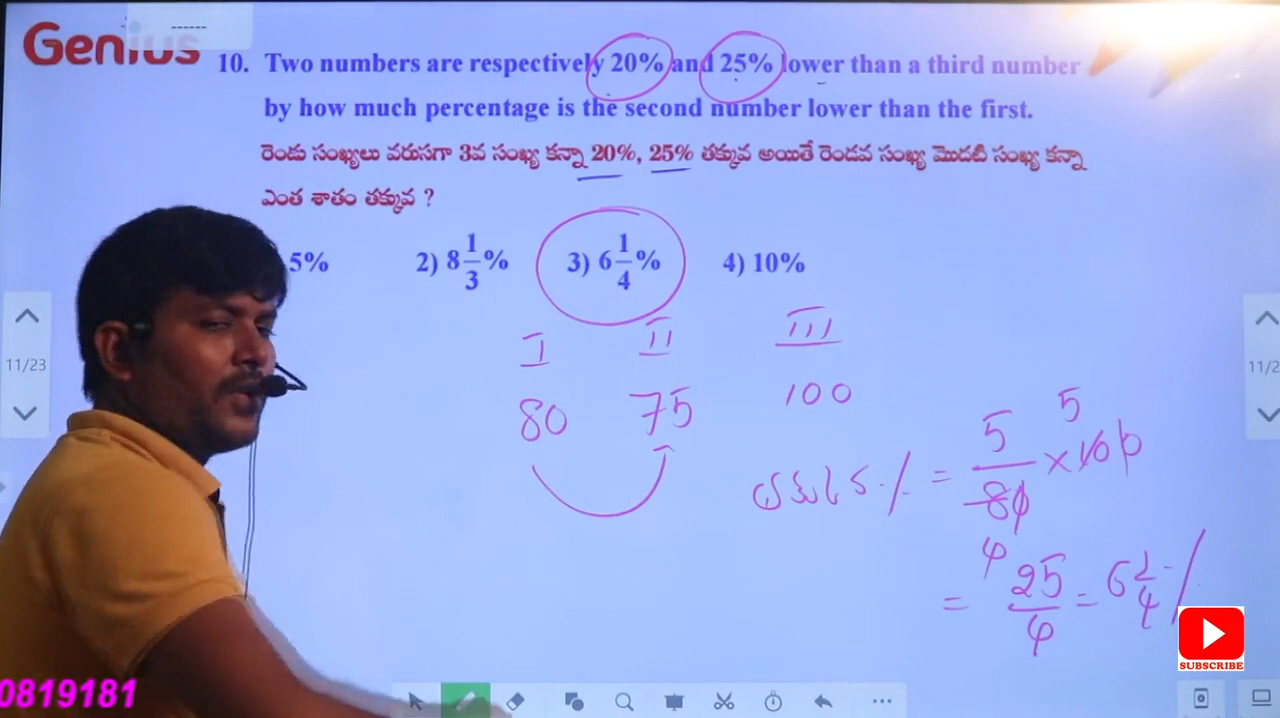 Genius
10. Two numbers are respectively 20% and 25% lower than a third number
by how much percentage is the second number lower than the first.
రెండు సంఖ్యలు వరుసగా 3వ సంఖ్య కన్నా 20%, 25% తక్కువ అయితే రెండవ సంఖ్య మొదటి సంఖ్య కన్నా
ఎంత శాతం తక్కువ ?
5% 2) 8 1/3% 3) 6 1/4% 4) 10%
I II III
80 75 100
% = 5/80 × 100
5
4
= 25/4 = 6 1/4 %
11/23
11/2
SUBSCRIBE
0819181